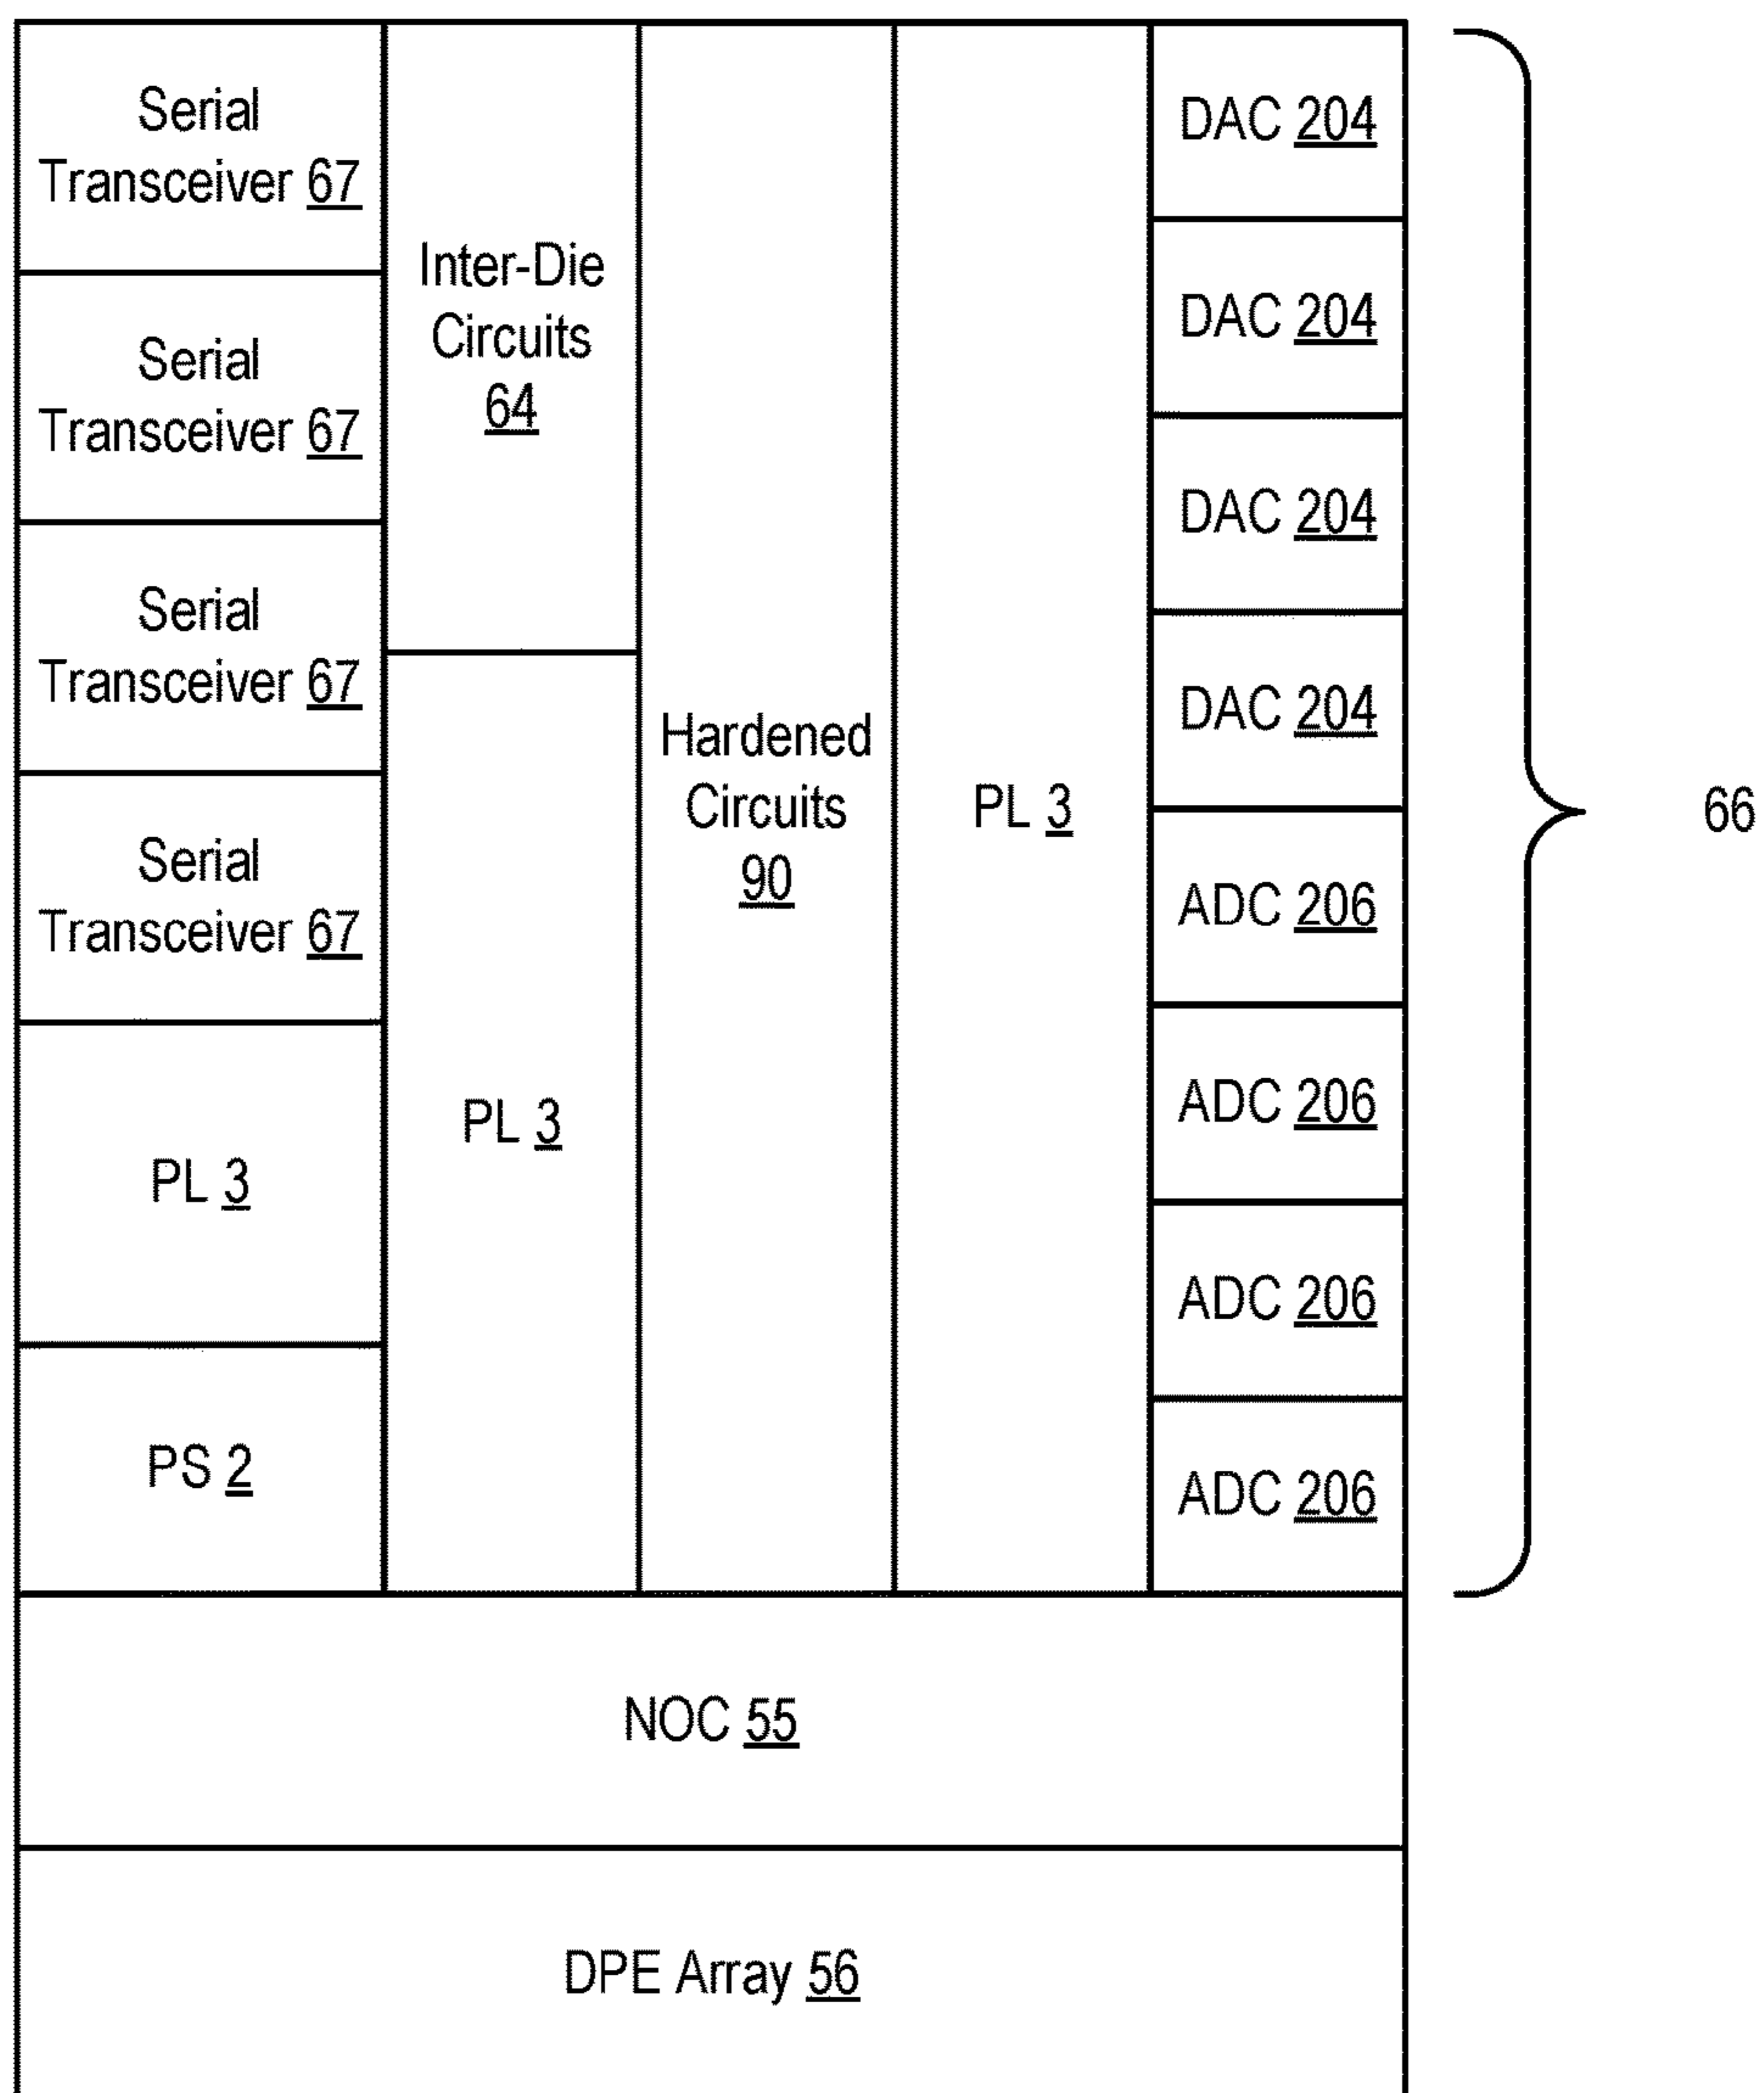 Serial
Transceiver 67
Serial
Transceiver 67
Serial
Transceiver 67
Serial
Transceiver 67
PL 3
PS 2
Inter-Die
Circuits
64
PL 3
Hardened
Circuits
90
PL 3
DAC 204
DAC 204
DAC 204
DAC 204
ADC 206
ADC 206
ADC 206
ADC 206
66
NOC 55
DPE Array 56